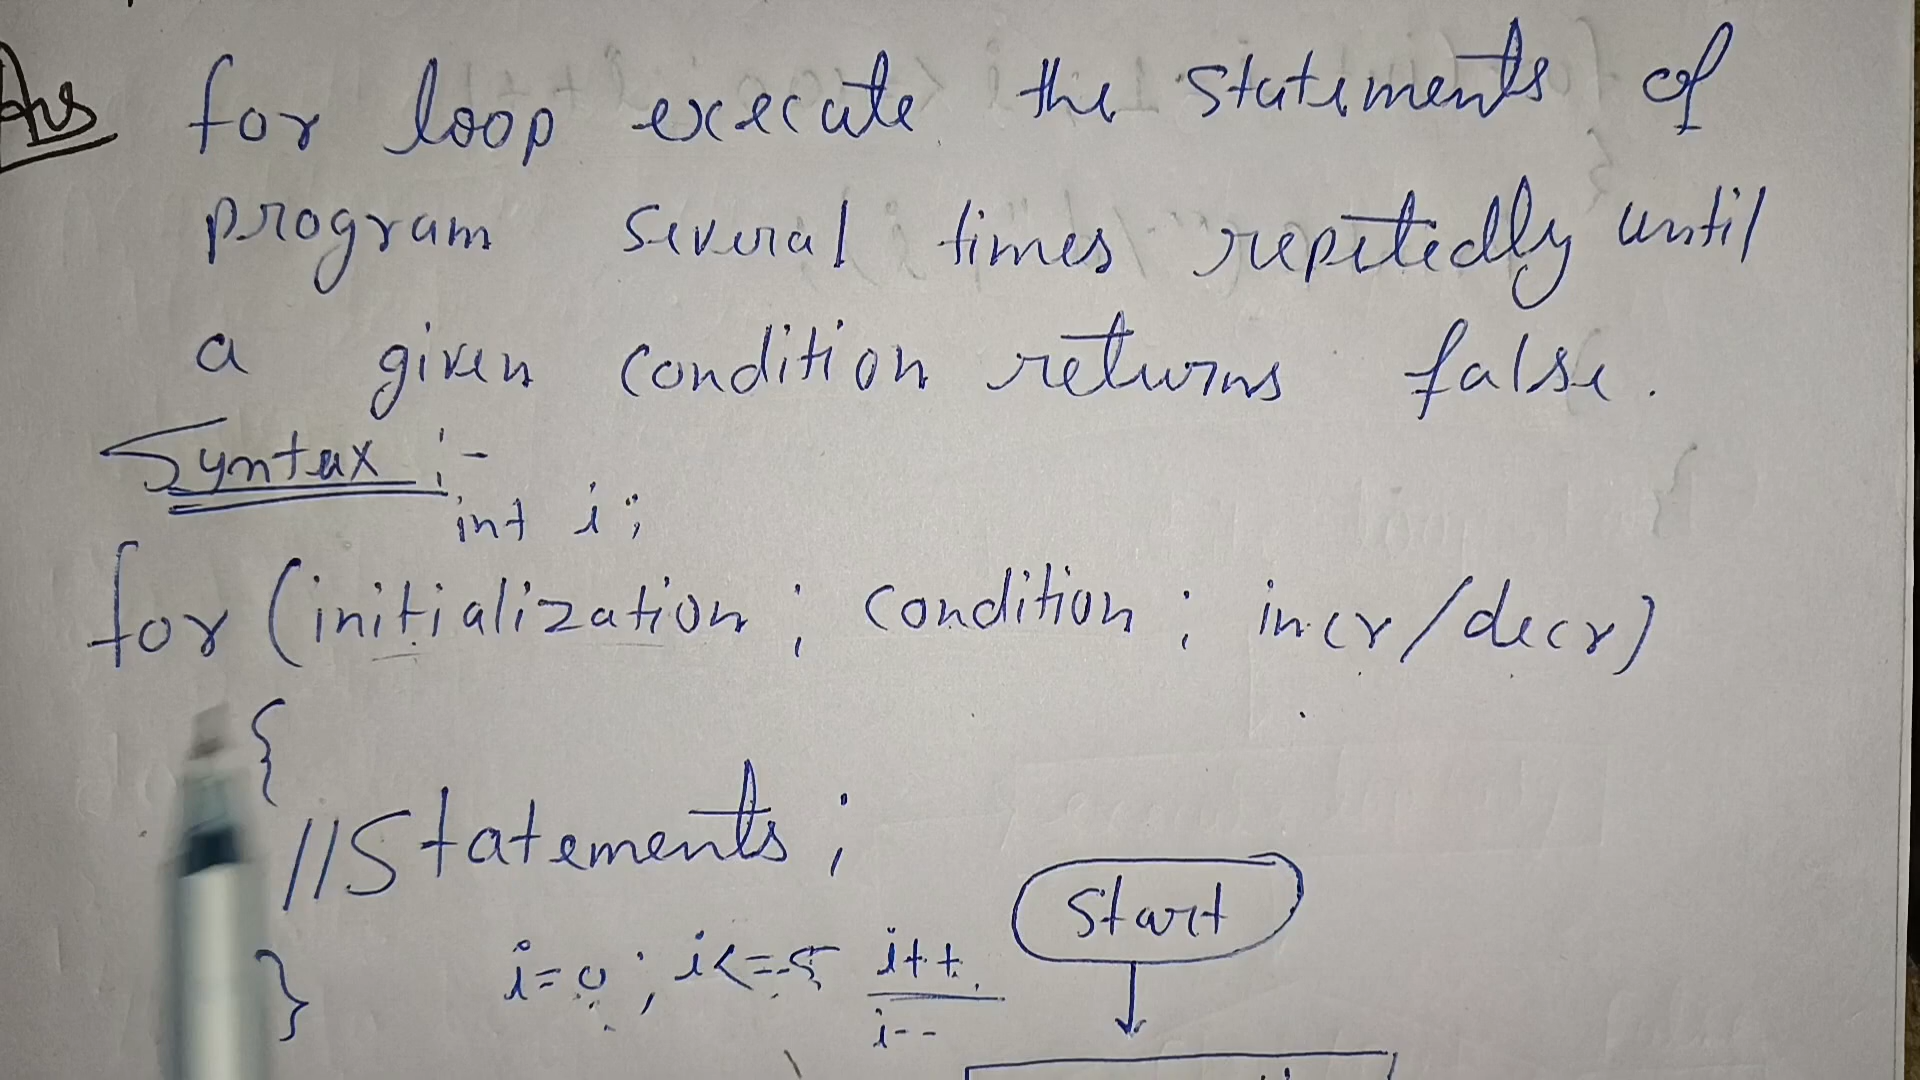 Ans for loop execute the statements of
program several times repetedly until
a given condition returns false.
Syntax :-
int i;
for (initialization ; condition ; incr/decr)
{
//Statements ;
}
i=0 ; i<=5 i++
i--
Start